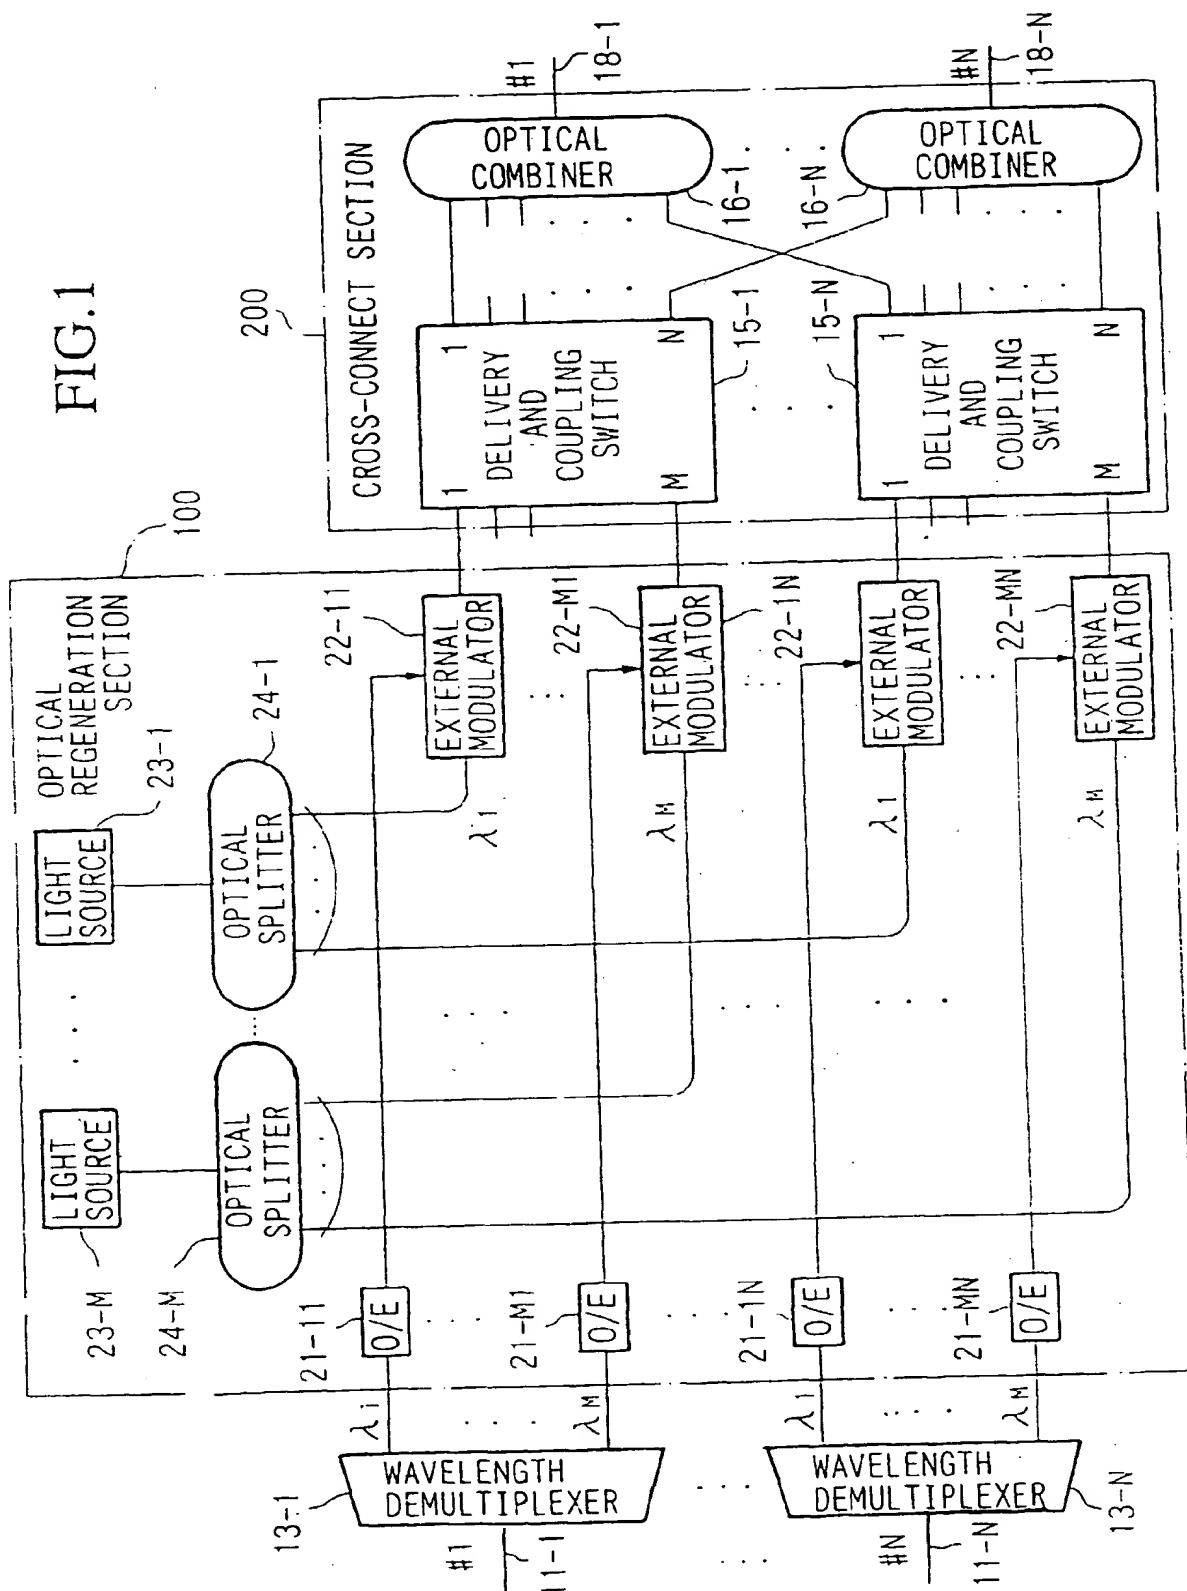 FIG.1
100
OPTICAL
REGENERATION
SECTION
200
CROSS-CONNECT SECTION
LIGHT
SOURCE
23-M
LIGHT
SOURCE
23-1
OPTICAL
SPLITTER
24-M
OPTICAL
SPLITTER
24-1
#1
11-1
13-1
WAVELENGTH
DEMULTIPLEXER
λi
λM
21-11
O/E
21-M1
O/E
λ1
λM
22-11
EXTERNAL
MODULATOR
22-M1
EXTERNAL
MODULATOR
1
M
DELIVERY
AND
COUPLING
SWITCH
1
N
15-1
OPTICAL
COMBINER
16-1
#1
18-1
#N
11-N
13-N
WAVELENGTH
DEMULTIPLEXER
λ1
λM
21-1N
O/E
21-MN
O/E
λ1
λM
22-1N
EXTERNAL
MODULATOR
22-MN
EXTERNAL
MODULATOR
15-N
1
M
DELIVERY
AND
COUPLING
SWITCH
1
N
16-N
OPTICAL
COMBINER
#N
18-N